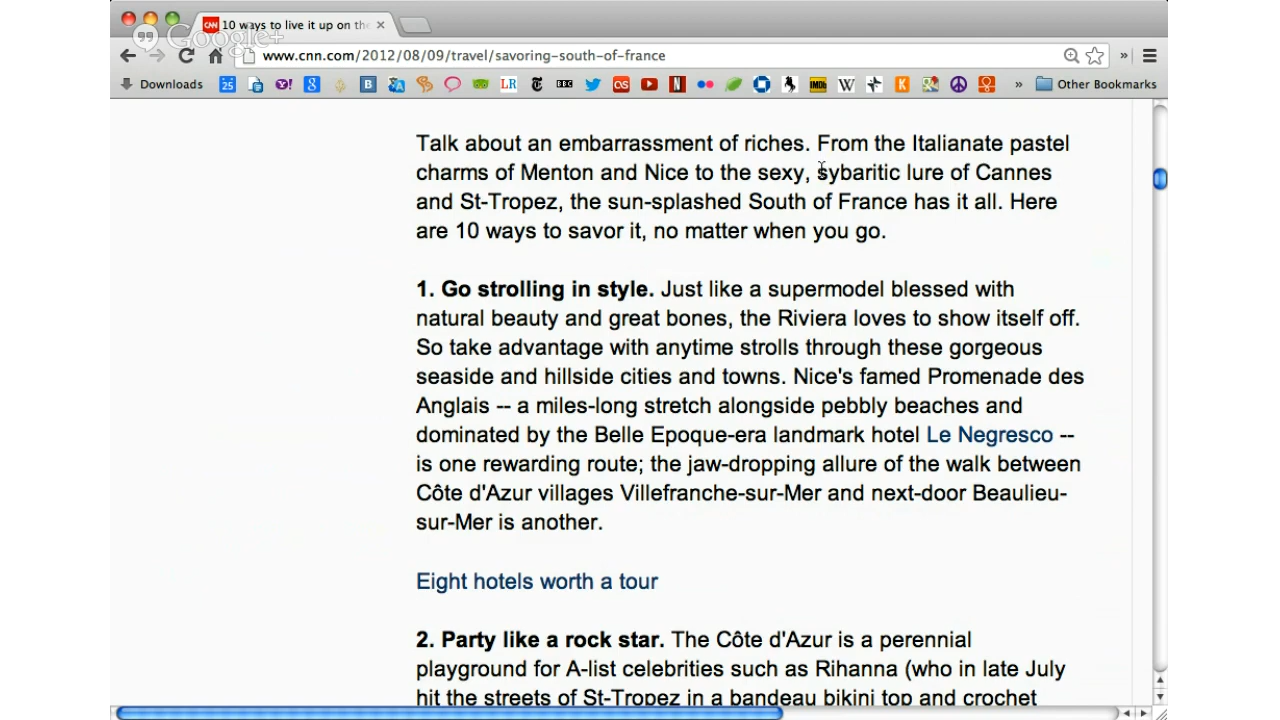 10 ways to live it up on the
Google+
www.cnn.com/2012/08/09/travel/savoring-south-of-france
Downloads
Other Bookmarks
Talk about an embarrassment of riches. From the Italianate pastel
charms of Menton and Nice to the sexy, sybaritic lure of Cannes
and St-Tropez, the sun-splashed South of France has it all. Here
are 10 ways to savor it, no matter when you go.
1. Go strolling in style. Just like a supermodel blessed with
natural beauty and great bones, the Riviera loves to show itself off.
So take advantage with anytime strolls through these gorgeous
seaside and hillside cities and towns. Nice's famed Promenade des
Anglais -- a miles-long stretch alongside pebbly beaches and
dominated by the Belle Epoque-era landmark hotel Le Negresco --
is one rewarding route; the jaw-dropping allure of the walk between
Côte d'Azur villages Villefranche-sur-Mer and next-door Beaulieu-
sur-Mer is another.
Eight hotels worth a tour
2. Party like a rock star. The Côte d'Azur is a perennial
playground for A-list celebrities such as Rihanna (who in late July
hit the streets of St-Tropez in a bandeau bikini top and crochet